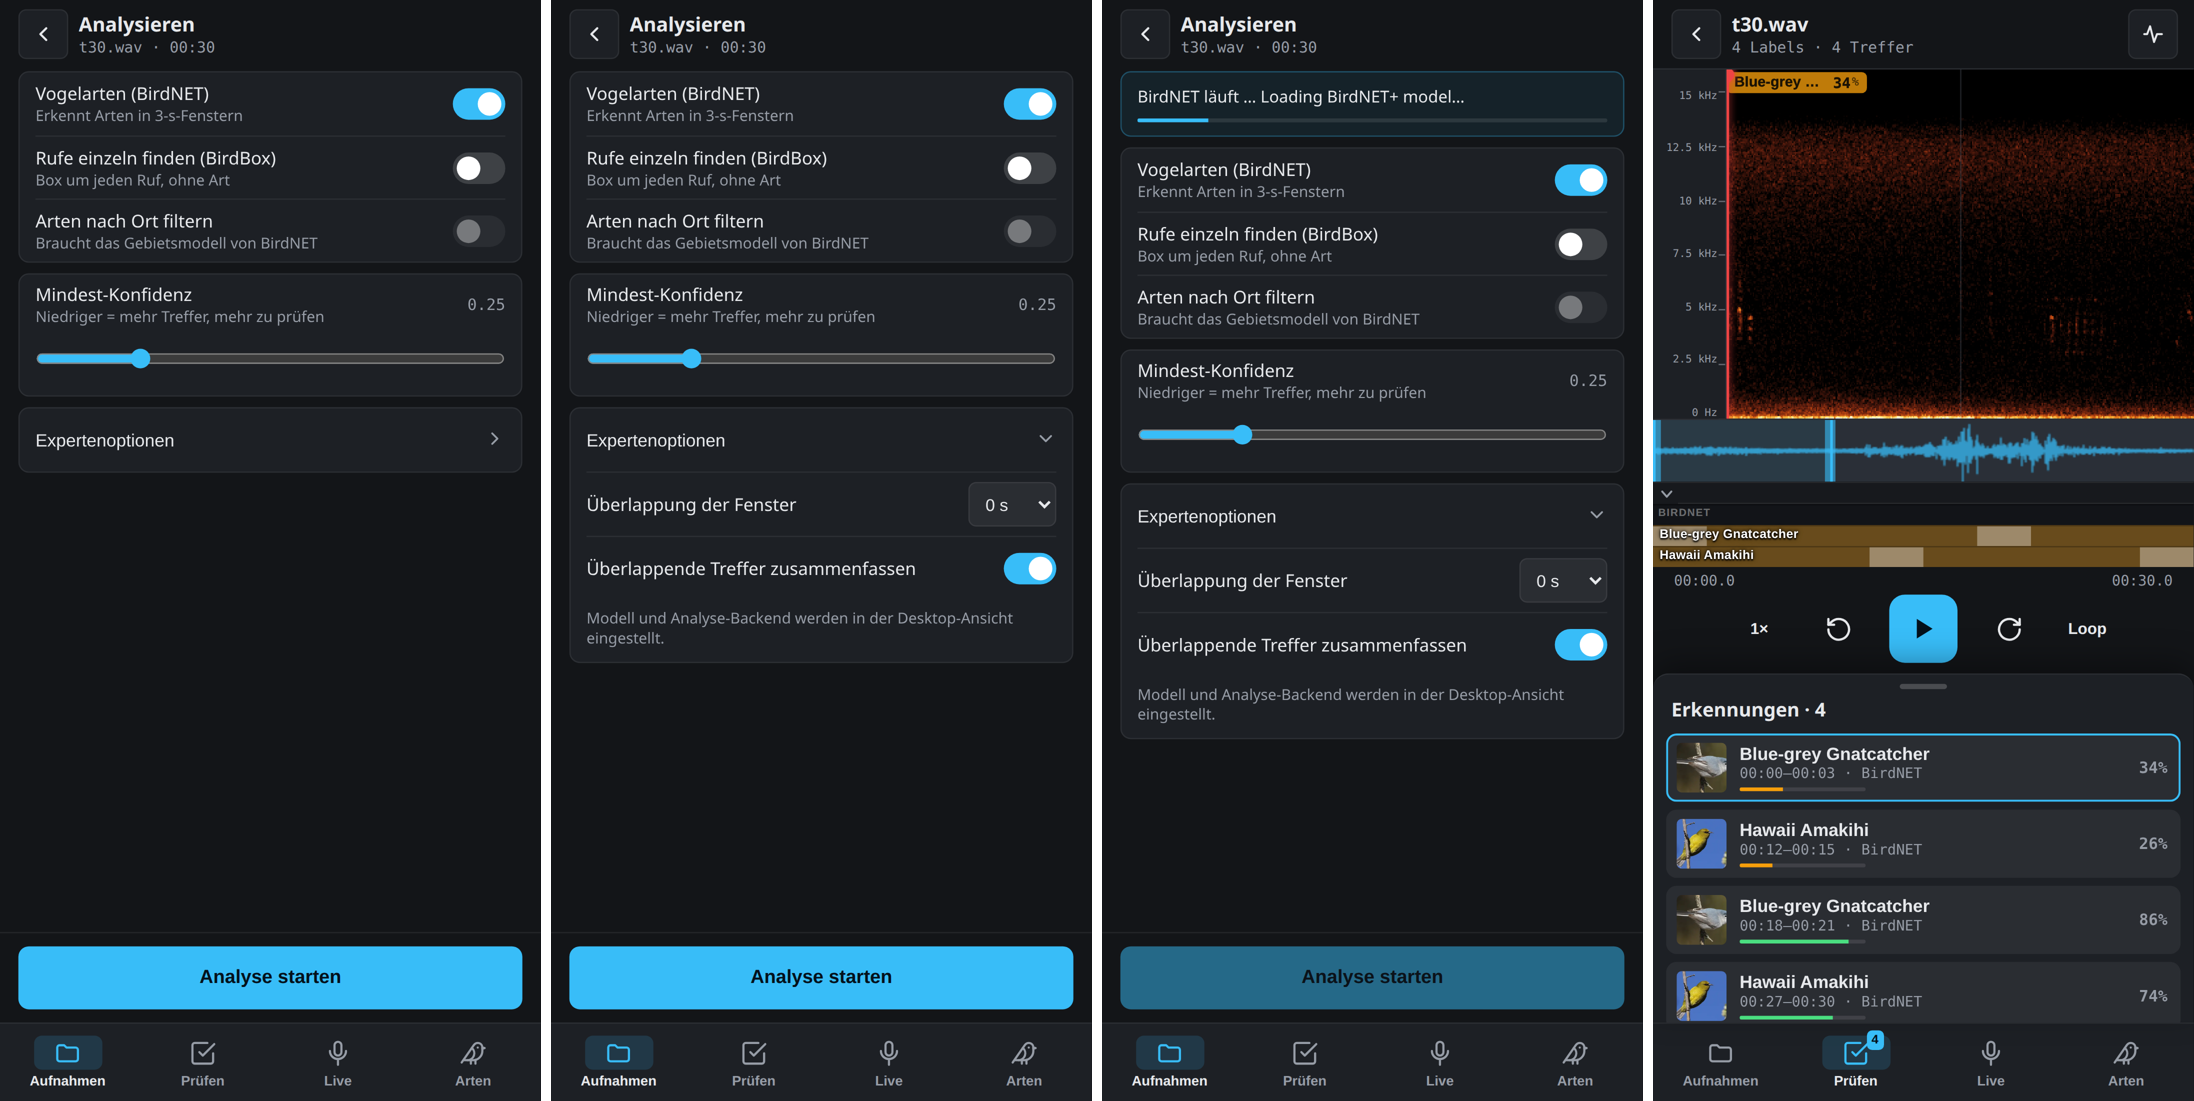 Analysieren
t30.wav · 00:30
Vogelarten (BirdNET)
Erkennt Arten in 3-s-Fenstern
Rufe einzeln finden (BirdBox)
Box um jeden Ruf, ohne Art
Arten nach Ort filtern
Braucht das Gebietsmodell von BirdNET
Mindest-Konfidenz
0.25
Niedriger = mehr Treffer, mehr zu prüfen
Expertenoptionen
Analyse starten
Aufnahmen
Prüfen
Live
Arten
Analysieren
t30.wav · 00:30
Vogelarten (BirdNET)
Erkennt Arten in 3-s-Fenstern
Rufe einzeln finden (BirdBox)
Box um jeden Ruf, ohne Art
Arten nach Ort filtern
Braucht das Gebietsmodell von BirdNET
Mindest-Konfidenz
0.25
Niedriger = mehr Treffer, mehr zu prüfen
Expertenoptionen
Überlappung der Fenster
0 s
Überlappende Treffer zusammenfassen
Modell und Analyse-Backend werden in der Desktop-Ansicht
eingestellt.
Analyse starten
Aufnahmen
Prüfen
Live
Arten
Analysieren
t30.wav · 00:30
BirdNET läuft ... Loading BirdNET+ model...
Vogelarten (BirdNET)
Erkennt Arten in 3-s-Fenstern
Rufe einzeln finden (BirdBox)
Box um jeden Ruf, ohne Art
Arten nach Ort filtern
Braucht das Gebietsmodell von BirdNET
Mindest-Konfidenz
0.25
Niedriger = mehr Treffer, mehr zu prüfen
Expertenoptionen
Überlappung der Fenster
0 s
Überlappende Treffer zusammenfassen
Modell und Analyse-Backend werden in der Desktop-Ansicht
eingestellt.
Analyse starten
Aufnahmen
Prüfen
Live
Arten
t30.wav
4 Labels · 4 Treffer
Blue-grey ... 34%
15 kHz
12.5 kHz
10 kHz
7.5 kHz
5 kHz
2.5 kHz
0 Hz
BIRDNET
Blue-grey Gnatcatcher
Hawaii Amakihi
00:00.0
00:30.0
1×
Loop
Erkennungen · 4
Blue-grey Gnatcatcher
00:00–00:03 · BirdNET
34%
Hawaii Amakihi
00:12–00:15 · BirdNET
26%
Blue-grey Gnatcatcher
00:18–00:21 · BirdNET
86%
Hawaii Amakihi
00:27–00:30 · BirdNET
74%
Aufnahmen
4
Prüfen
Live
Arten